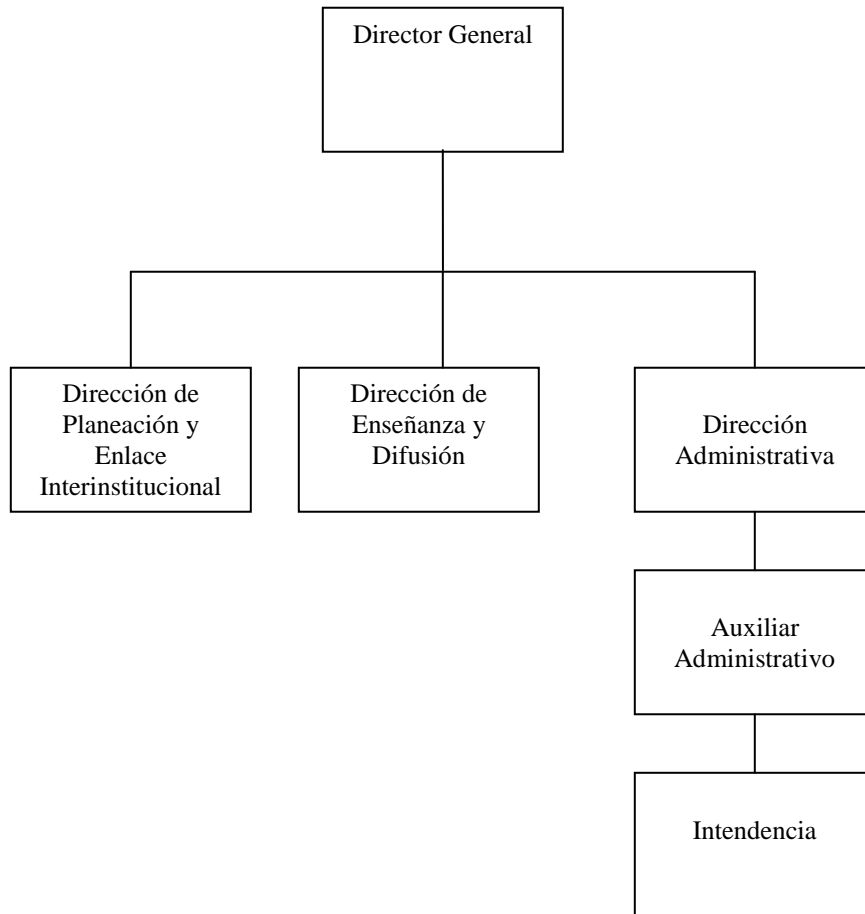 Director General
Dirección de
Planeación y
Enlace
Interinstitucional
Dirección de
Enseñanza y
Difusión
Dirección
Administrativa
Auxiliar
Administrativo
Intendencia